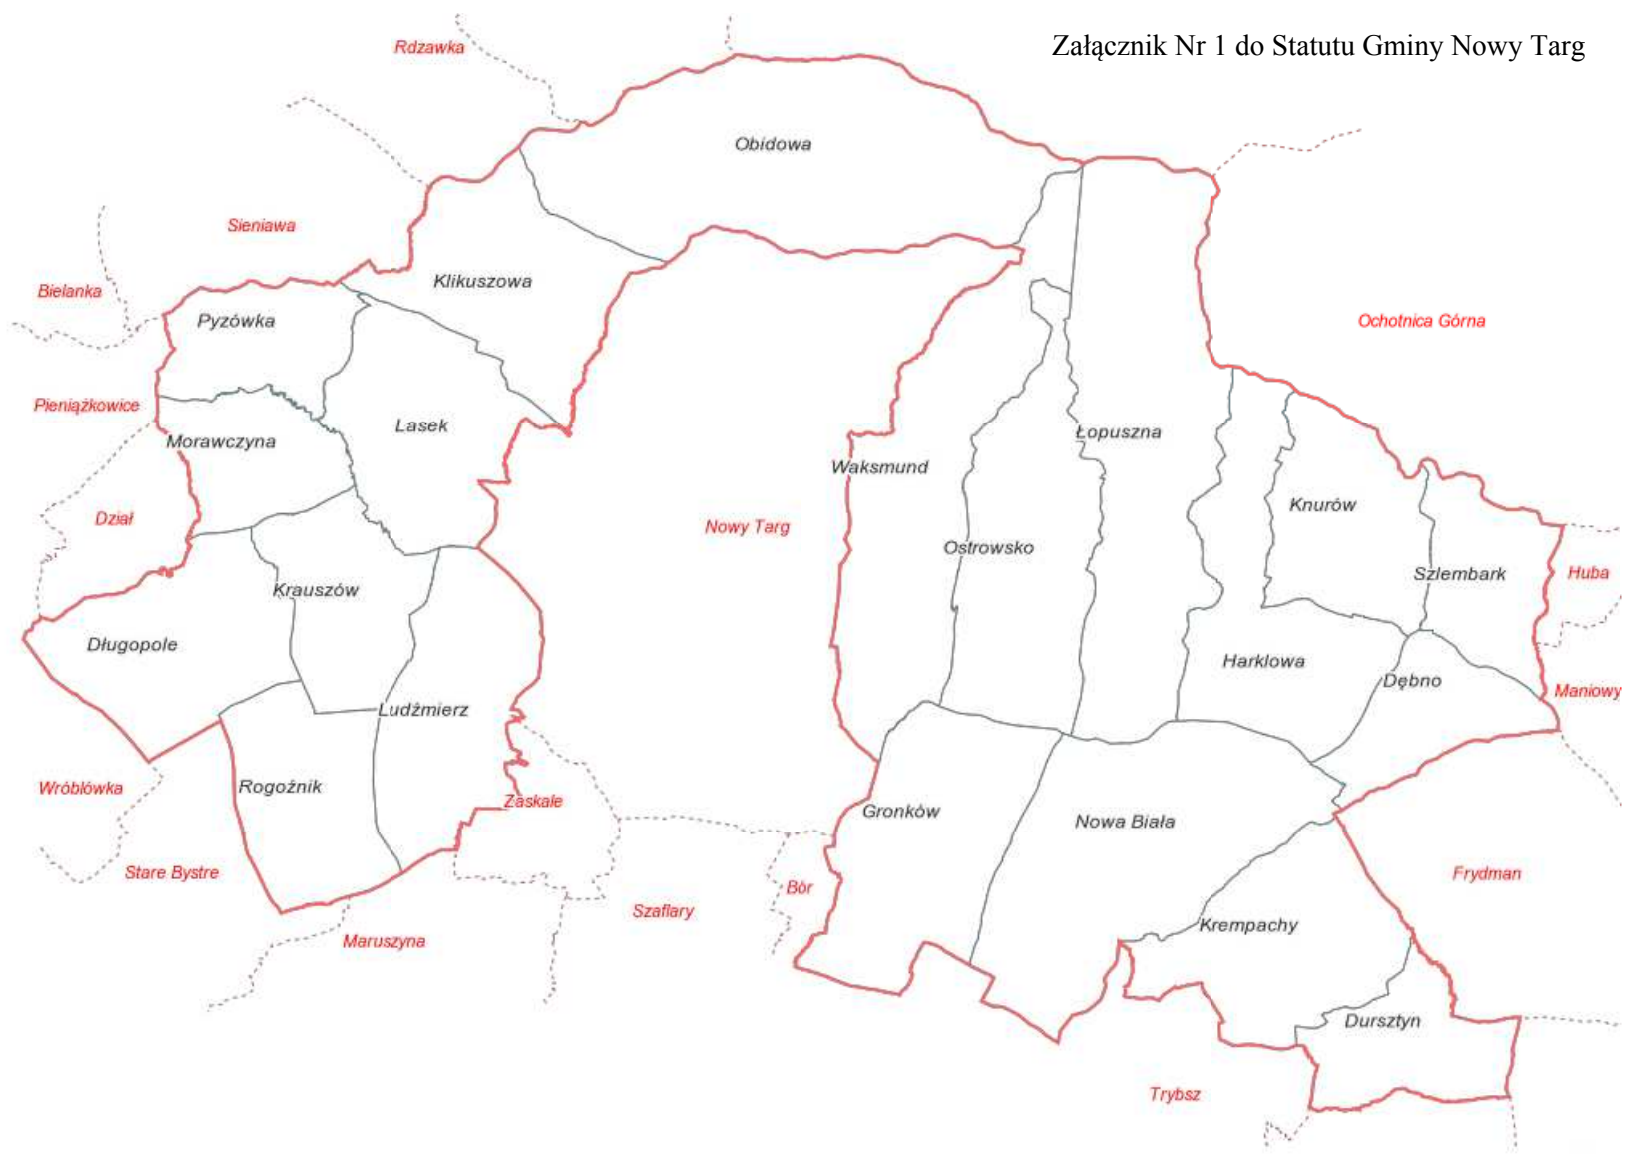 Załącznik Nr 1 do Statutu Gminy Nowy Targ
Rdzawka
Obidowa
Sieniawa
Klikuszowa
Bielanka
Pyzówka
Ochotnica Górna
Pieniążkowice
Lasek
Łopuszna
Morawczyna
Waksmund
Knurów
Dział
Nowy Targ
Ostrowsko
Szlembark
Huba
Krauszów
Długopole
Harklowa
Dębno
Maniowy
Ludźmierz
Wróblówka
Rogoźnik
Zaskale
Gronków
Nowa Biała
Stare Bystre
Frydman
Bór
Szaflary
Krempachy
Maruszyna
Dursztyn
Trybsz